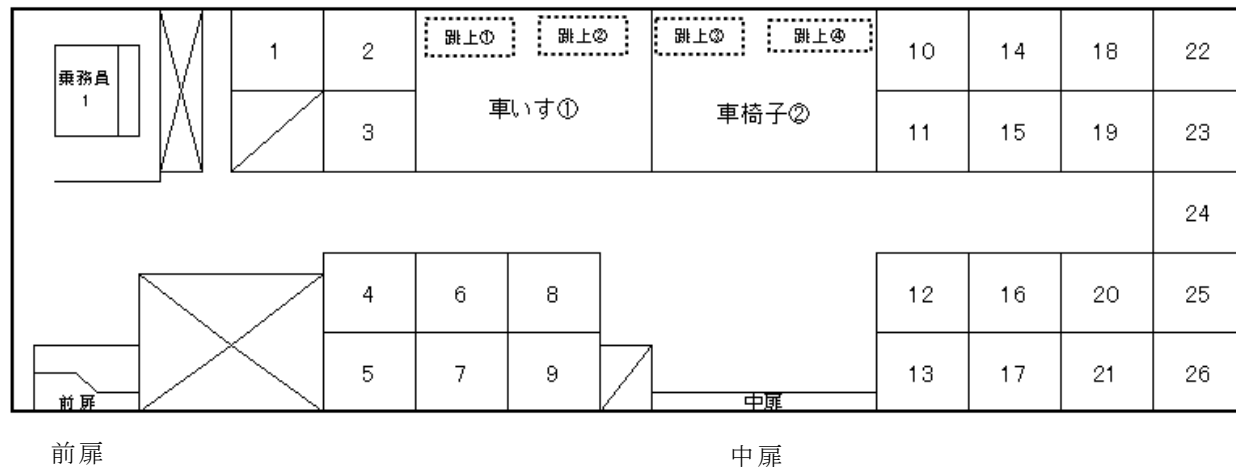 1 2 跳上① 跳上② 跳上③ 跳上④ 10 14 18 22
乗務員
1
車いす① 車椅子②
3 11 15 19 23
24
4 6 8 12 16 20 25
5 7 9 13 17 21 26
前扉 中扉
前扉 中扉